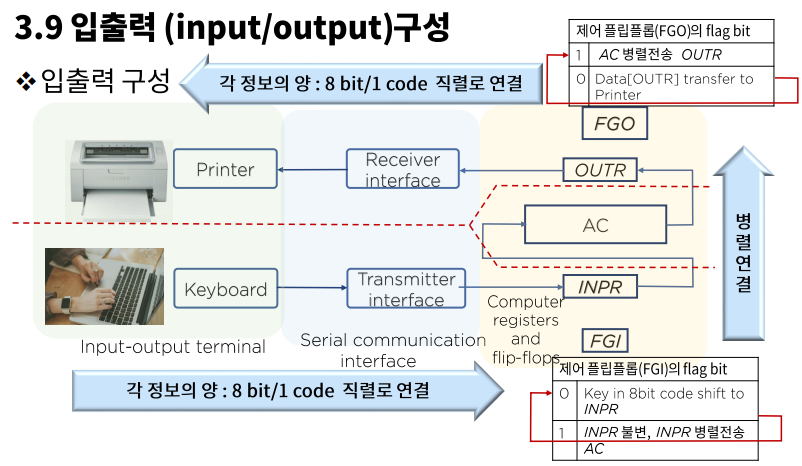 3.9 입출력 (input/output)구성
❖입출력 구성
각 정보의 양 : 8 bit/1 code 직렬로 연결
제어 플립플롭(FGO)의 flag bit
1 AC 병렬전송 OUTR
0 Data[OUTR] transfer to
Printer
FGO
Printer
Receiver
interface
OUTR
AC
병렬연결
Keyboard
Transmitter
interface
INPR
Computer
registers
and
flip-flops
FGI
Input-output terminal
Serial communication
interface
각 정보의 양 : 8 bit/1 code 직렬로 연결
제어 플립플롭(FGI)의 flag bit
0 Key in 8bit code shift to
INPR
1 INPR 불변, INPR 병렬전송
AC